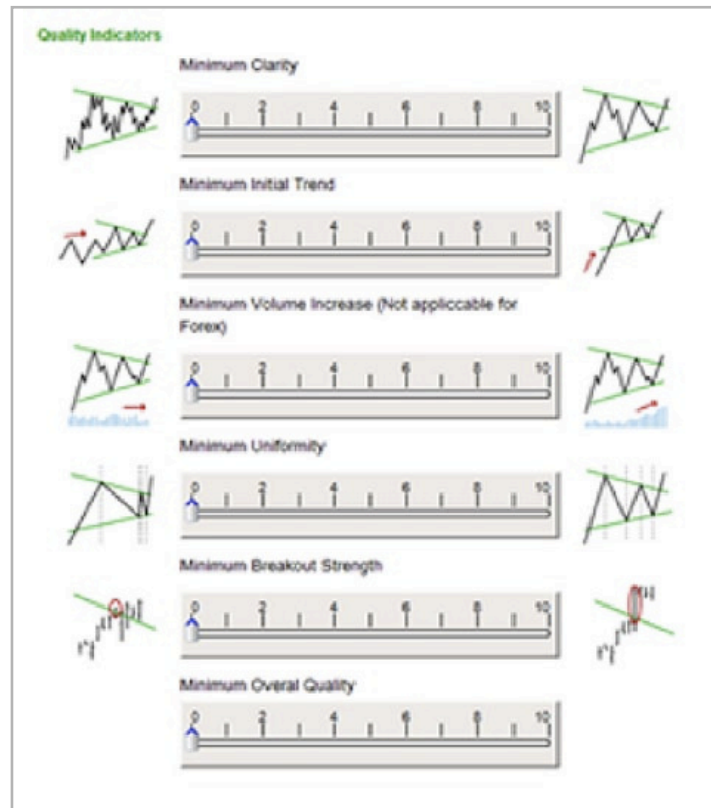 Quality Indicators
Minimum Clarity
0 2 4 6 8 10
Minimum Initial Trend
0 2 4 6 8 10
Minimum Volume Increase (Not appliccable for
Forex)
0 2 4 6 8 10
Minimum Uniformity
0 2 4 6 8 10
Minimum Breakout Strength
0 2 4 6 8 10
Minimum Overal Quality
0 2 4 6 8 10